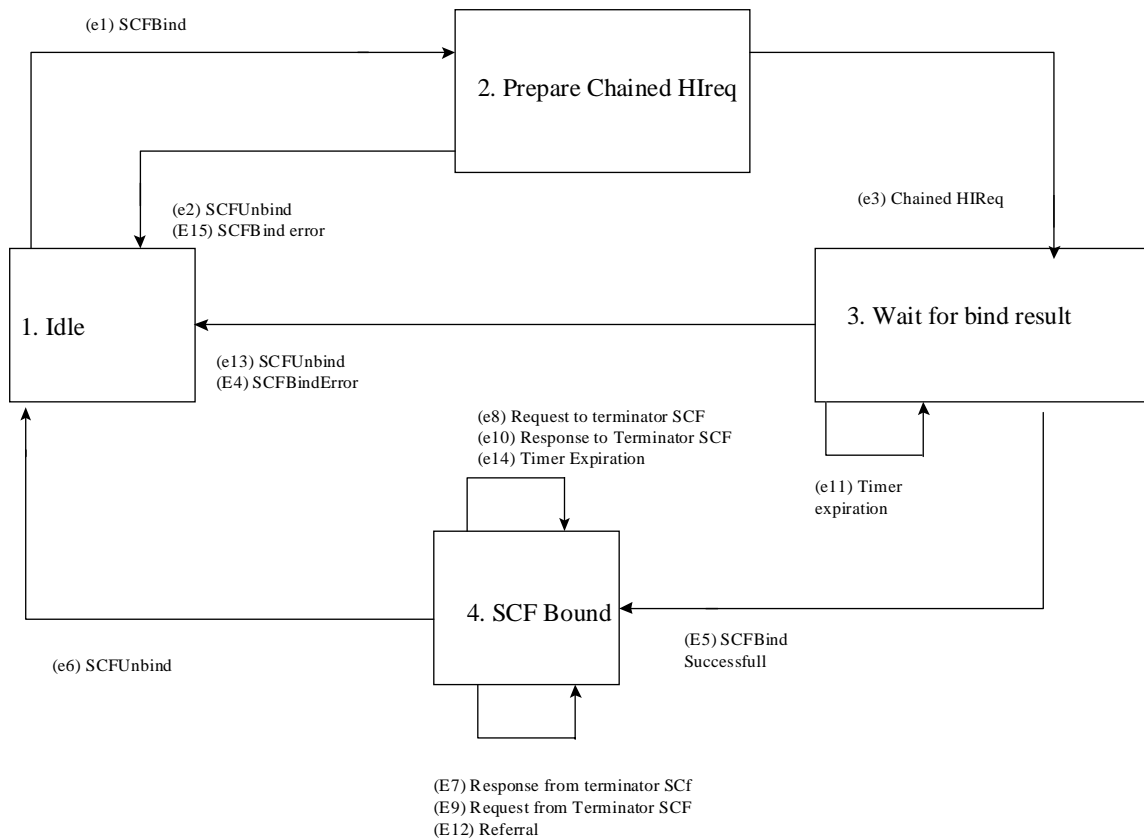 (e1) SCFBind
2. Prepare Chained HIreq
(e3) Chained HIReq
(e2) SCFUnbind
(E15) SCFBind error
1. Idle
3. Wait for bind result
(e13) SCFUnbind
(E4) SCFBindError
(e8) Request to terminator SCF
(e10) Response to Terminator SCF
(e14) Timer Expiration
(e11) Timer
expiration
4. SCF Bound
(E5) SCFBind
Successfull
(e6) SCFUnbind
(E7) Response from terminator SCf
(E9) Request from Terminator SCF
(E12) Referral